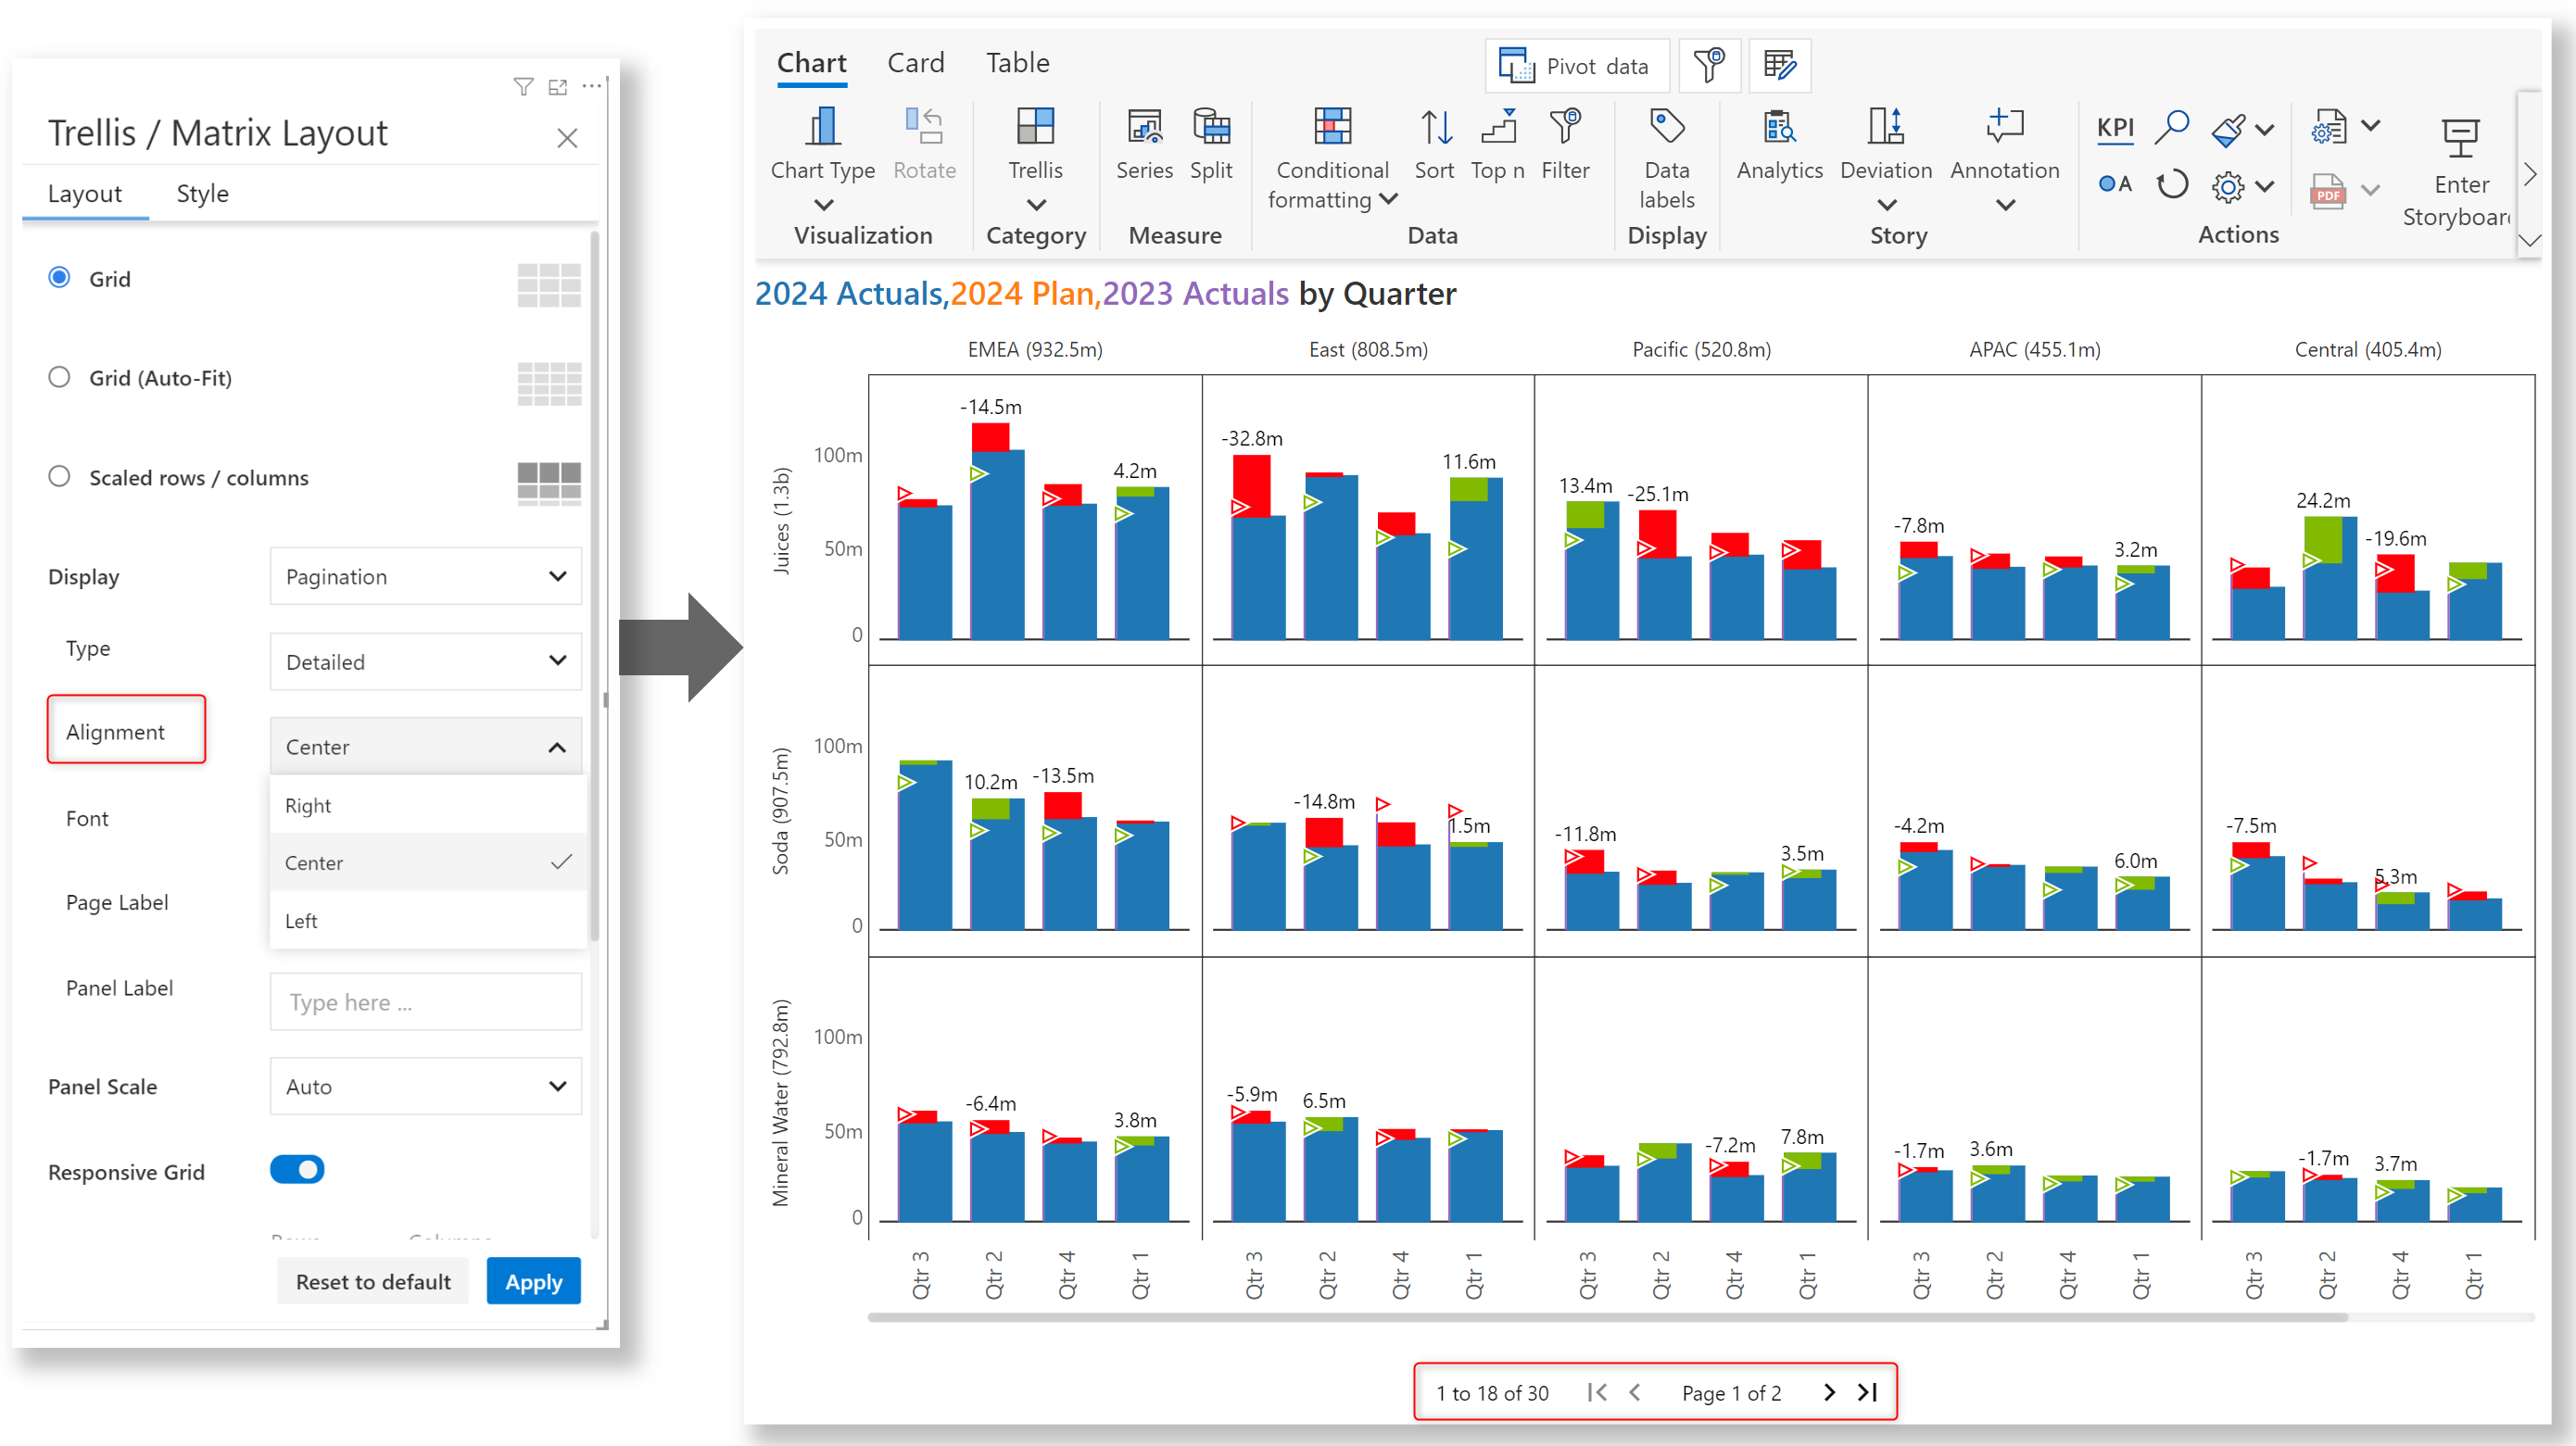 Trellis / Matrix Layout
Layout Style
Grid
Grid (Auto-Fit)
Scaled rows / columns
Display Pagination
Type Detailed
Alignment Center
Right
Font
Center
Page Label
Left
Panel Label Type here ...
Panel Scale Auto
Responsive Grid
Rows Columns
Reset to default Apply
Chart Card Table Pivot data
Chart Type Rotate Trellis Series Split Conditional formatting Sort Top n Filter Data labels Analytics Deviation Annotation KPI A PDF Enter
Visualization Category Measure Data Display Story Actions
2024 Actuals,2024 Plan,2023 Actuals by Quarter
EMEA (932.5m) East (808.5m) Pacific (520.8m) APAC (455.1m) Central (405.4m)
Juices (1.3b)
100m
50m
0
-14.5m 4.2m
-32.8m 11.6m
13.4m -25.1m
-7.8m 3.2m
24.2m -19.6m
Soda (907.5m)
100m
50m
0
10.2m -13.5m
-14.8m 1.5m
-11.8m 3.5m
-4.2m 6.0m
-7.5m 5.3m
Mineral Water (792.8m)
100m
50m
0
-6.4m 3.8m
-5.9m 6.5m
-7.2m 7.8m
-1.7m 3.6m
-1.7m 3.7m
Qtr 3 Qtr 2 Qtr 4 Qtr 1 Qtr 3 Qtr 2 Qtr 4 Qtr 1 Qtr 3 Qtr 2 Qtr 4 Qtr 1 Qtr 3 Qtr 2 Qtr 4 Qtr 1 Qtr 3 Qtr 2 Qtr 4 Qtr 1
1 to 18 of 30 Page 1 of 2